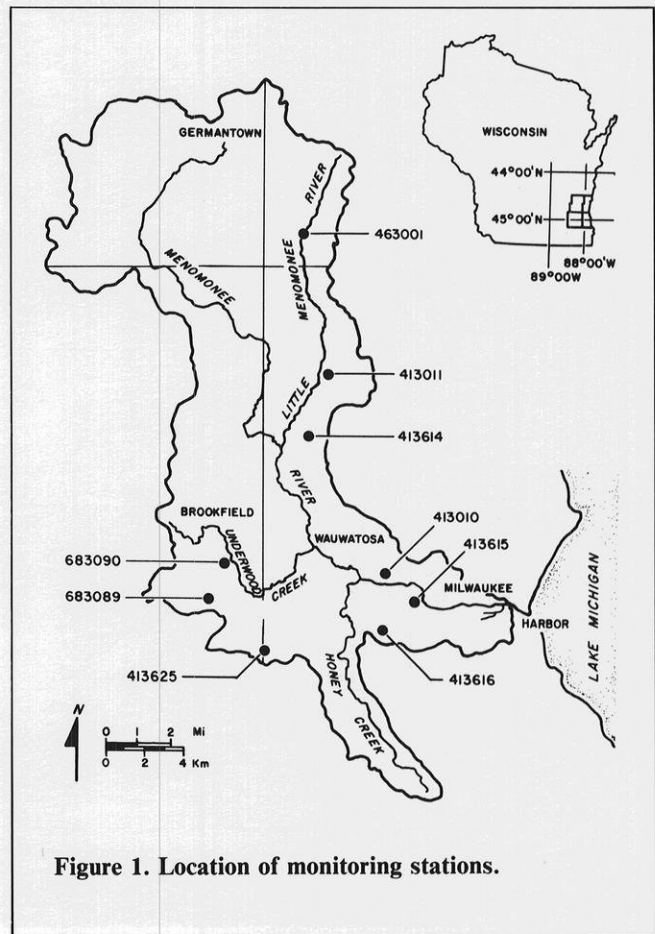 GERMANTOWN
WISCONSIN
44°00'N
45°00'N
88°00'W
89°00'W
RIVER
MENOMONEE
LITTLE
463001
MENOMONEE
RIVER
413011
413614
BROOKFIELD
UNDERWOOD
CREEK
WAUWATOSA
413010
413615
683090
683089
MILWAUKEE
HARBOR
LAKE MICHIGAN
413625
413616
HONEY
CREEK
N
0 1 2 Mi
0 2 4 Km
Figure 1. Location of monitoring stations.